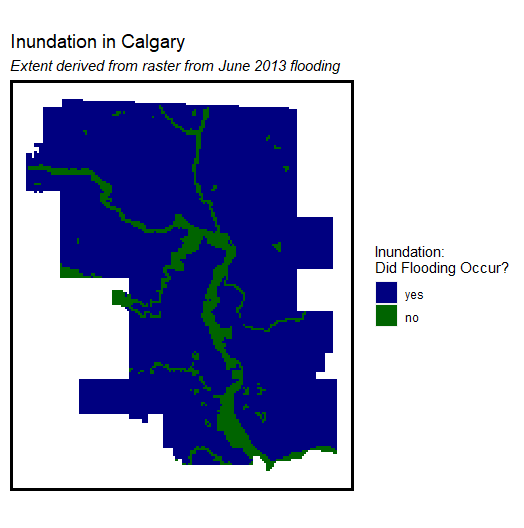 Inundation in Calgary
Extent derived from raster from June 2013 flooding
Inundation:
Did Flooding Occur?
yes
no